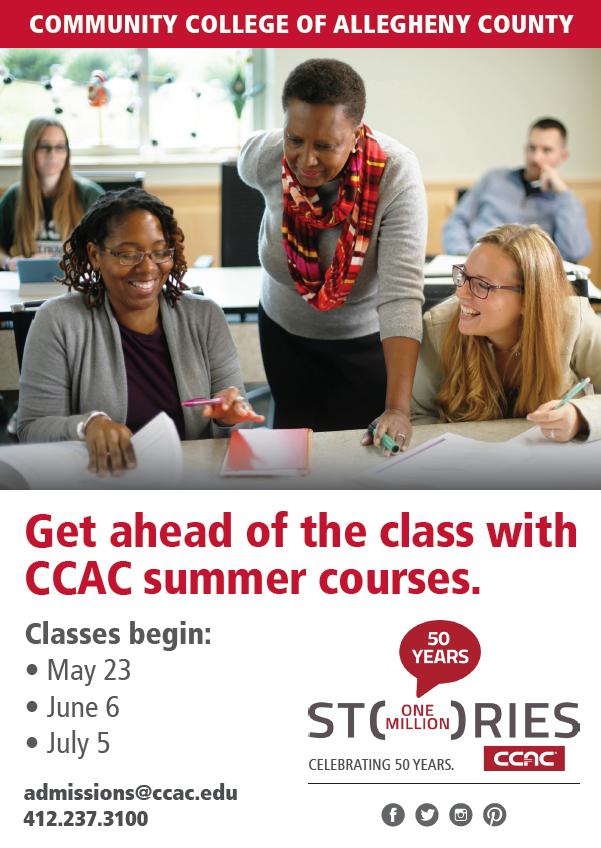 COMMUNITY COLLEGE OF ALLEGHENY COUNTY
Get ahead of the class with
CCAC summer courses.
Classes begin:
• May 23
• June 6
• July 5
admissions@ccac.edu
412.237.3100
50
YEARS
ST(ONE MILLION)RIES
CELEBRATING 50 YEARS.
CCAC